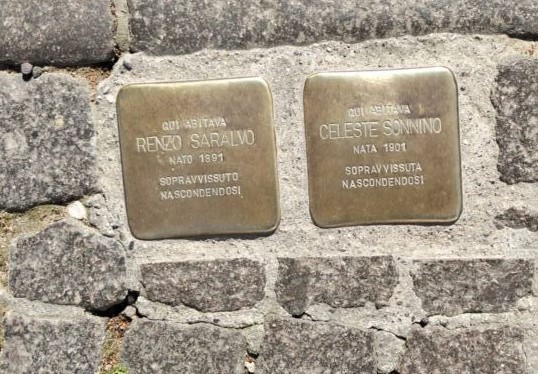 QUI ABITAVA
RENZO SARALVO
NATO 1891
SOPRAVVISSUTO
NASCONDENDOSI
QUI ABITAVA
CELESTE SONNINO
NATA 1901
SOPRAVVISSUTA
NASCONDENDOSI